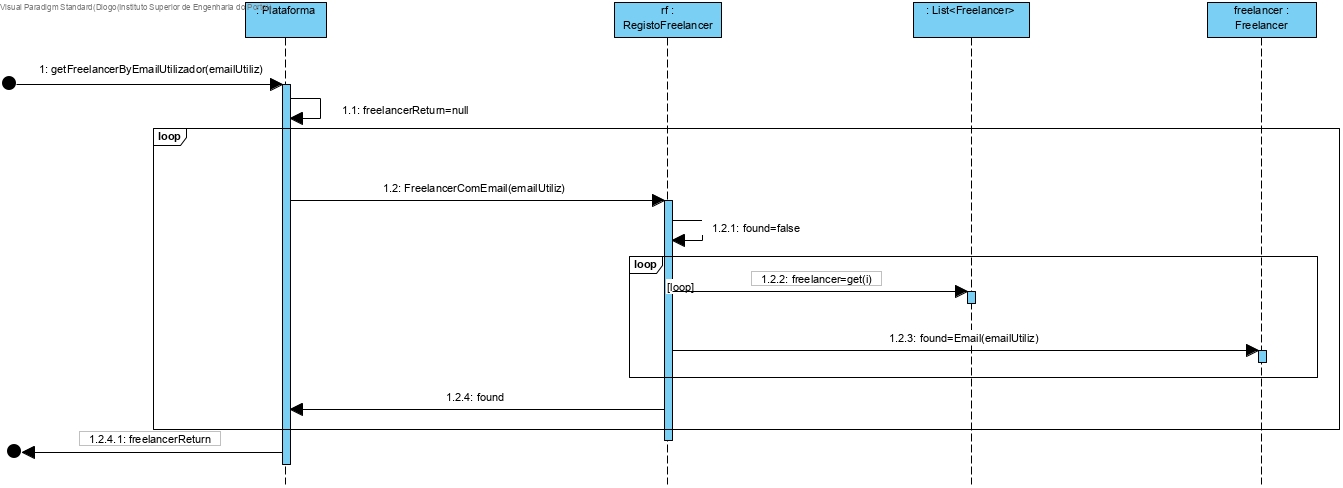 Visual Paradigm Standard(Diogo(Instituto Superior de Engenharia do Porto)
: Plataforma
rf :
RegistoFreelancer
: List<Freelancer>
freelancer :
Freelancer
1: getFreelancerByEmailUtilizador(emailUtiliz)
1.1: freelancerReturn=null
loop
1.2: FreelancerComEmail(emailUtiliz)
1.2.1: found=false
loop
[loop]
1.2.2: freelancer=get(i)
1.2.3: found=Email(emailUtiliz)
1.2.4: found
1.2.4.1: freelancerReturn